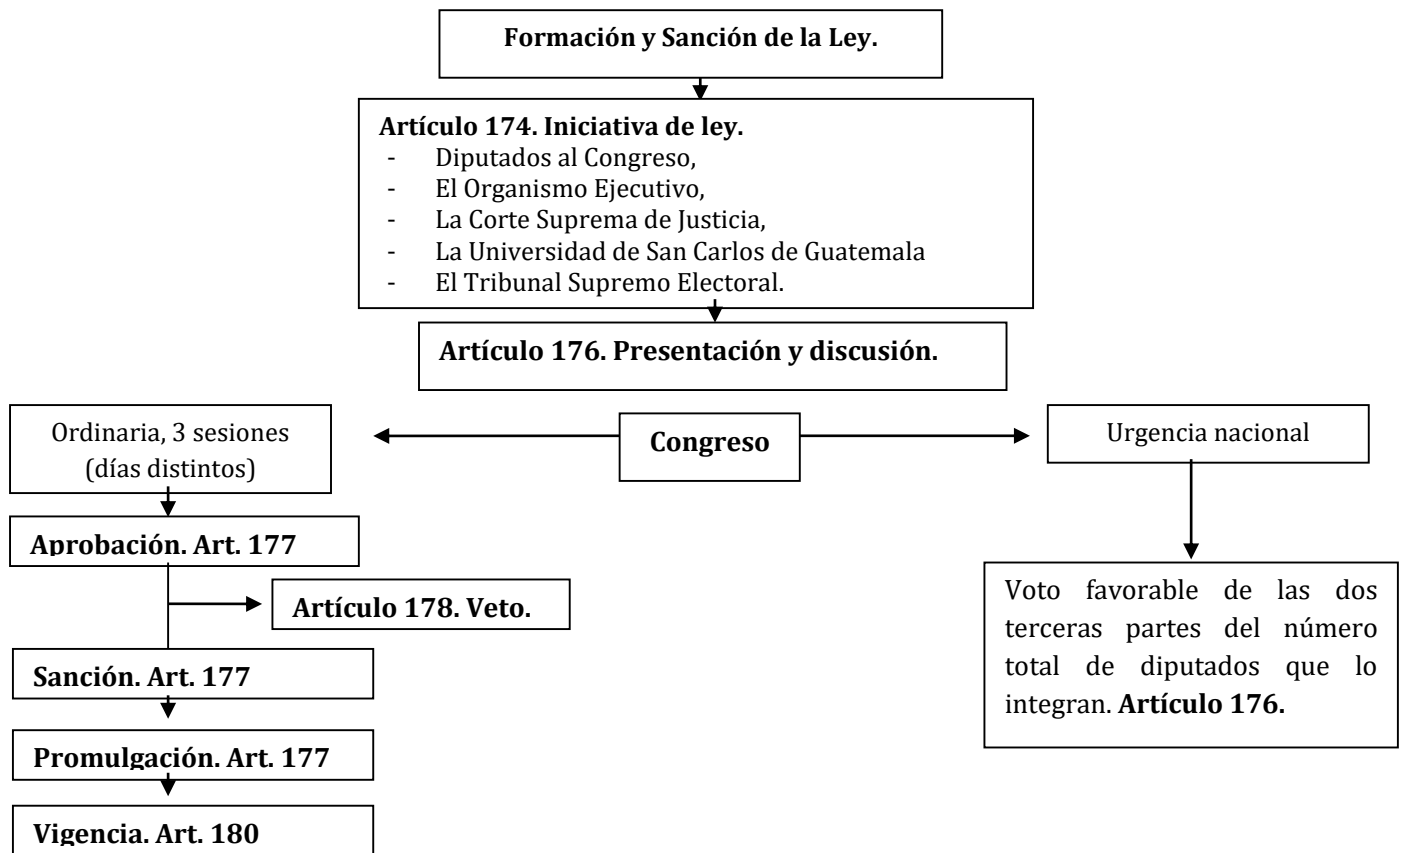 Formación y Sanción de la Ley.
Artículo 174. Iniciativa de ley.
- Diputados al Congreso,
- El Organismo Ejecutivo,
- La Corte Suprema de Justicia,
- La Universidad de San Carlos de Guatemala
- El Tribunal Supremo Electoral.
Artículo 176. Presentación y discusión.
Ordinaria, 3 sesiones
(días distintos)
Congreso
Urgencia nacional
Aprobación. Art. 177
Artículo 178. Veto.
Sanción. Art. 177
Promulgación. Art. 177
Vigencia. Art. 180
Voto favorable de las dos
terceras partes del número
total de diputados que lo
integran. Artículo 176.